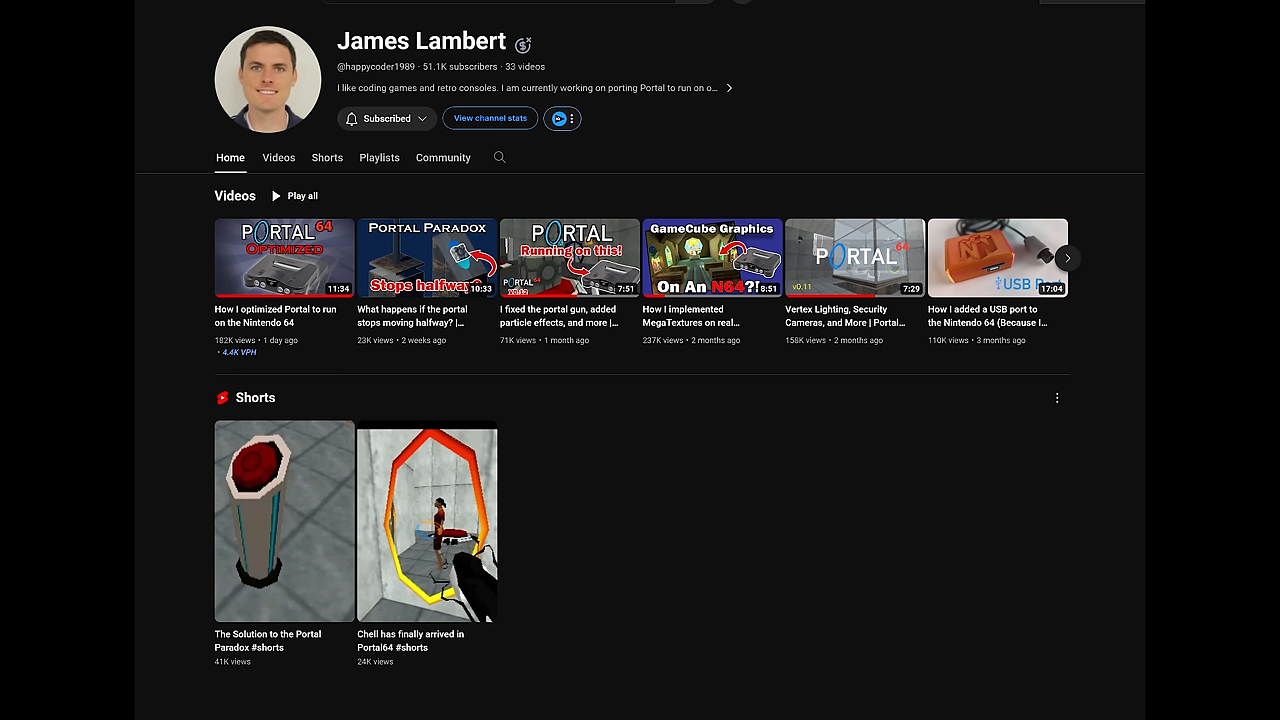 James Lambert
@happycoder1989 · 51.1K subscribers · 33 videos
I like coding games and retro consoles. I am currently working on porting Portal to run on o...
Subscribed
View channel stats
Home
Videos
Shorts
Playlists
Community
Videos
Play all
PORTAL 64
OPTIMIZED
11:34
PORTAL PARADOX
Stops halfway?
10:33
PORTAL
Running on this!
PORTAL 64
v0.12
7:51
GameCube Graphics
On An N64?!
8:51
PORTAL 64
v0.11
7:29
USB
17:04
How I optimized Portal to run
on the Nintendo 64
182K views • 1 day ago
• 4.4K VPH
What happens if the portal
stops moving halfway? |...
23K views • 2 weeks ago
I fixed the portal gun, added
particle effects, and more |...
71K views • 1 month ago
How I implemented
MegaTextures on real...
237K views • 2 months ago
Vertex Lighting, Security
Cameras, and More | Portal...
158K views • 2 months ago
How I added a USB port to
the Nintendo 64 (Because I...
110K views • 3 months ago
Shorts
The Solution to the Portal
Paradox #shorts
41K views
Chell has finally arrived in
Portal64 #shorts
24K views